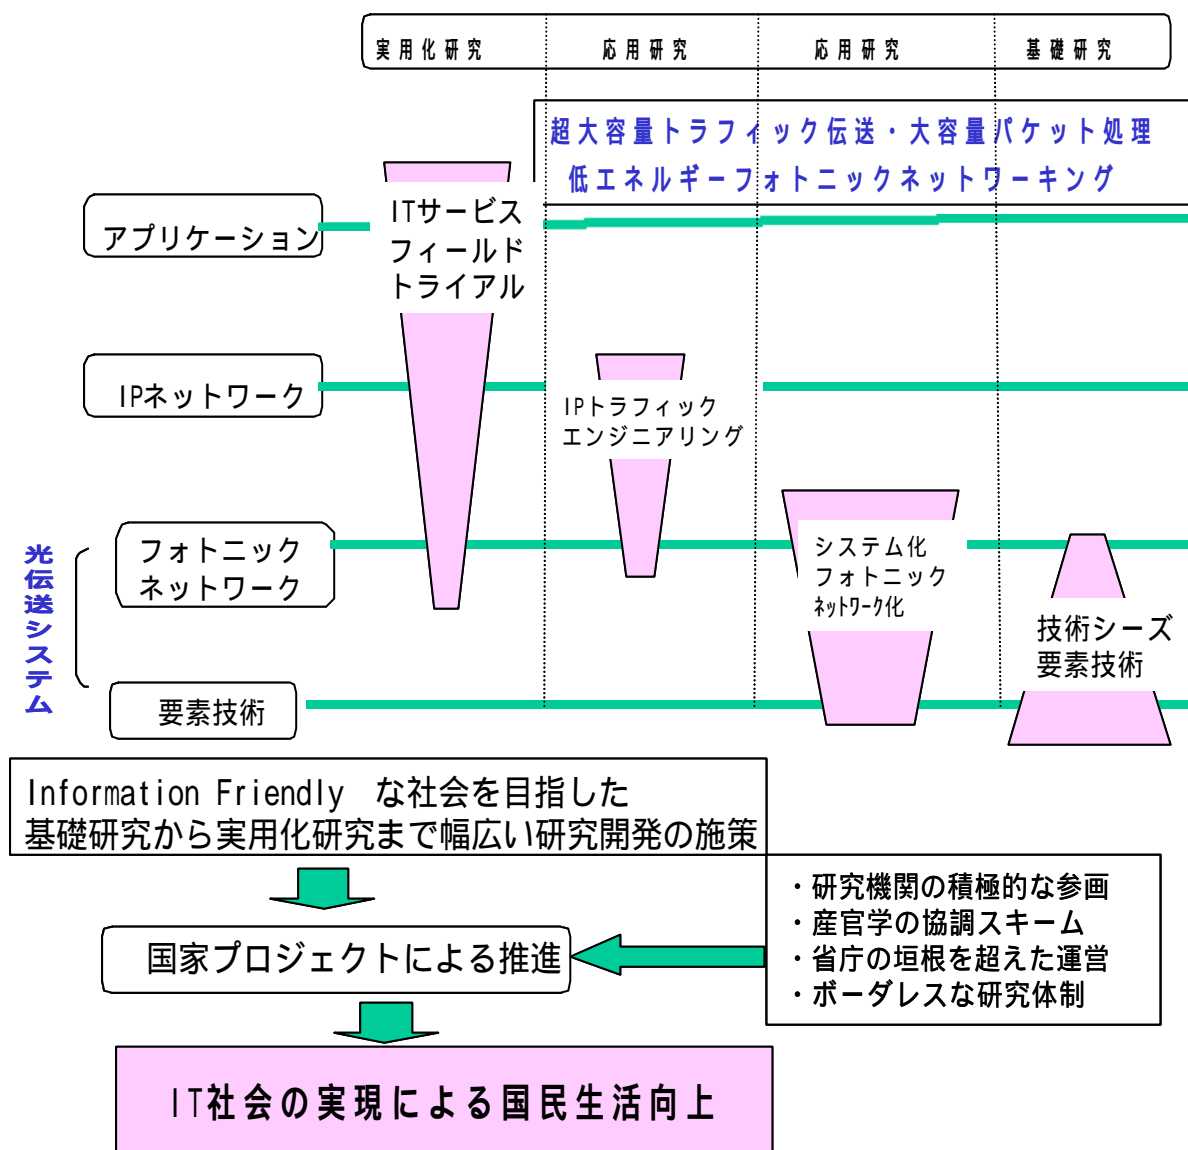 実用化研究 応用研究 応用研究 基礎研究
超大容量トラフィック伝送・大容量パケット処理
低エネルギーフォトニックネットワーキング
アプリケーション
ITサービス
フィールド
トライアル
IPネットワーク
IPトラフィック
エンジニアリング
光伝送システム
フォトニック
ネットワーク
システム化
フォトニック
ネットワーク化
技術シーズ
要素技術
要素技術
Information Friendly な社会を目指した
基礎研究から実用化研究まで幅広い研究開発の施策
・研究機関の積極的な参画
・産官学の協調スキーム
・省庁の垣根を超えた運営
・ボーダレスな研究体制
国家プロジェクトによる推進
IT社会の実現による国民生活向上